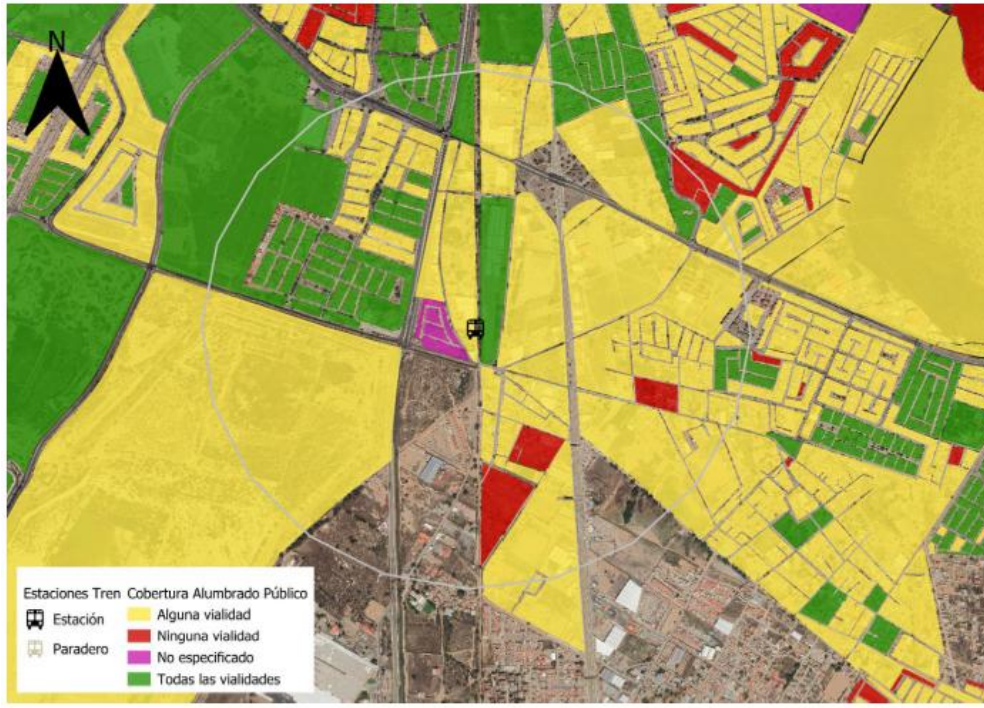 N
Estaciones Tren
Estación
Paradero
Cobertura Alumbrado Público
Alguna vialidad
Ninguna vialidad
No especificado
Todas las vialidades